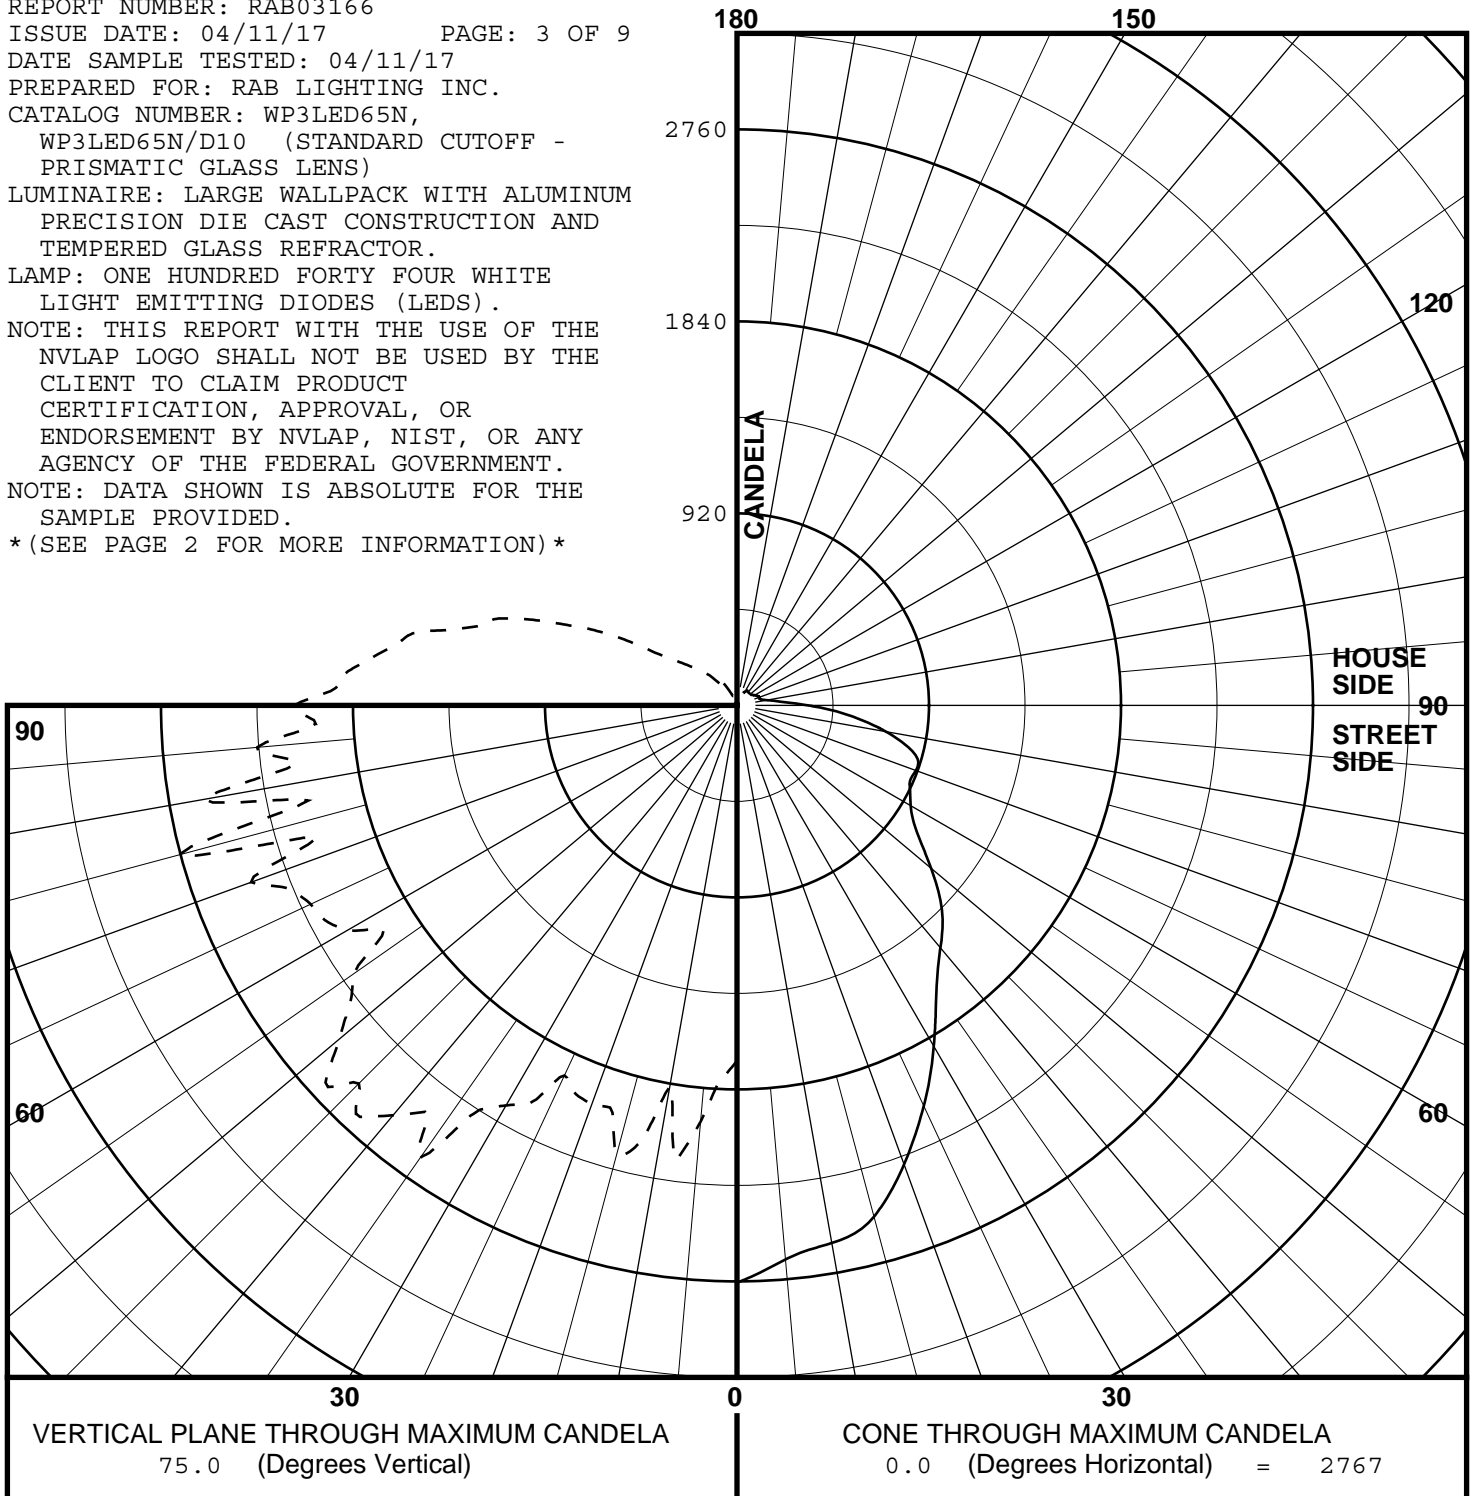 REPORT NUMBER: RAB03166
ISSUE DATE: 04/11/17 PAGE: 3 OF 9
DATE SAMPLE TESTED: 04/11/17
PREPARED FOR: RAB LIGHTING INC.
CATALOG NUMBER: WP3LED65N,
WP3LED65N/D10 (STANDARD CUTOFF -
PRISMATIC GLASS LENS)
LUMINAIRE: LARGE WALLPACK WITH ALUMINUM
PRECISION DIE CAST CONSTRUCTION AND
TEMPERED GLASS REFRACTOR.
LAMP: ONE HUNDRED FORTY FOUR WHITE
LIGHT EMITTING DIODES (LEDS).
NOTE: THIS REPORT WITH THE USE OF THE
NVLAP LOGO SHALL NOT BE USED BY THE
CLIENT TO CLAIM PRODUCT
CERTIFICATION, APPROVAL, OR
ENDORSEMENT BY NVLAP, NIST, OR ANY
AGENCY OF THE FEDERAL GOVERNMENT.
NOTE: DATA SHOWN IS ABSOLUTE FOR THE
SAMPLE PROVIDED.
*(SEE PAGE 2 FOR MORE INFORMATION)*
180
150
2760
1840
920
CANDELA
120
HOUSE
SIDE
90
STREET
SIDE
90
60
60
30
0
30
VERTICAL PLANE THROUGH MAXIMUM CANDELA
75.0 (Degrees Vertical)
CONE THROUGH MAXIMUM CANDELA
0.0 (Degrees Horizontal) = 2767